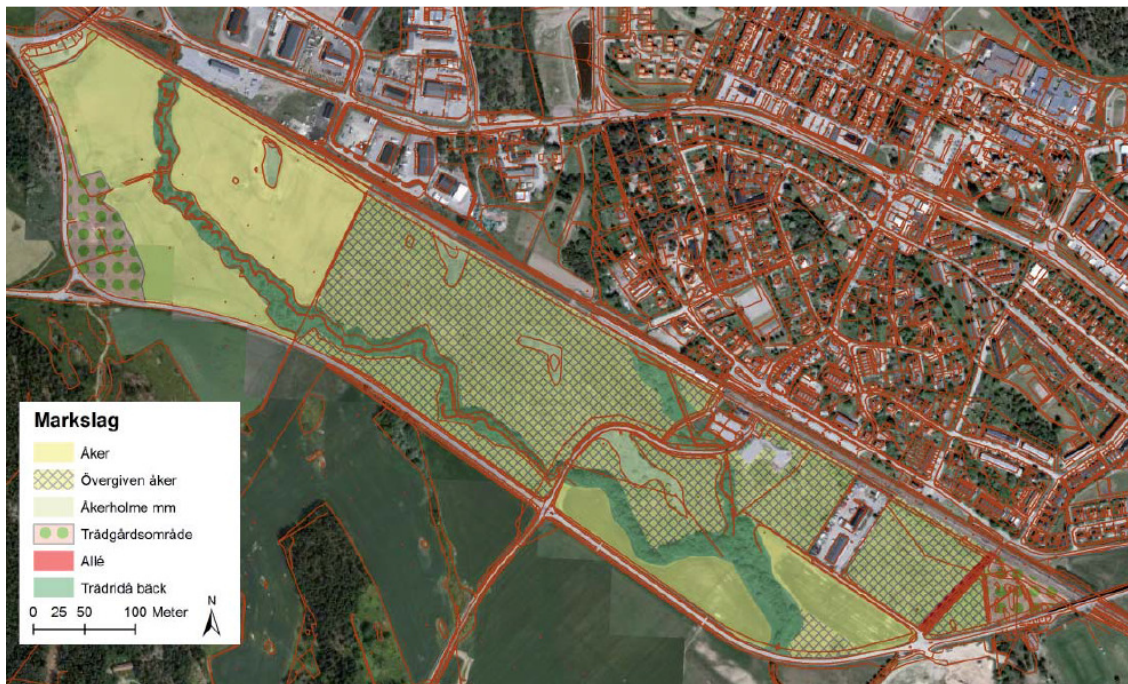 Markslag
Åker
Övergiven åker
Åkerholme mm
Trädgårdsområde
Allé
Trädridå bäck
0 25 50 100 Meter
N